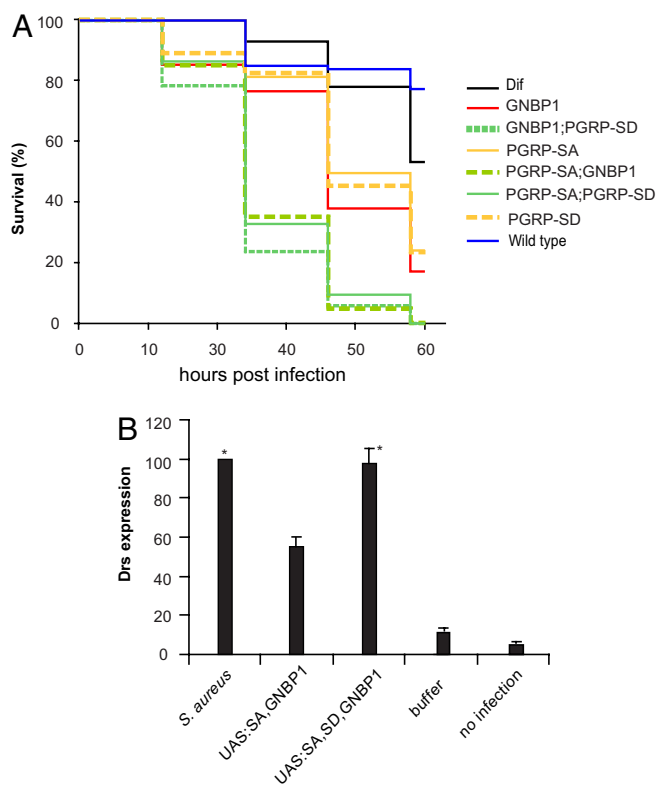 A
100
80
60
40
20
0
Survival (%)
0 10 30 40 50 60
hours post infection
Dif
GNBP1
GNBP1;PGRP-SD
PGRP-SA
PGRP-SA;GNBP1
PGRP-SA;PGRP-SD
PGRP-SD
Wild type
B
120
100
80
60
40
20
0
Drs expression
*
*
S. aureus
UAS:SA,GNBP1
UAS:SA,SD,GNBP1
buffer
no infection